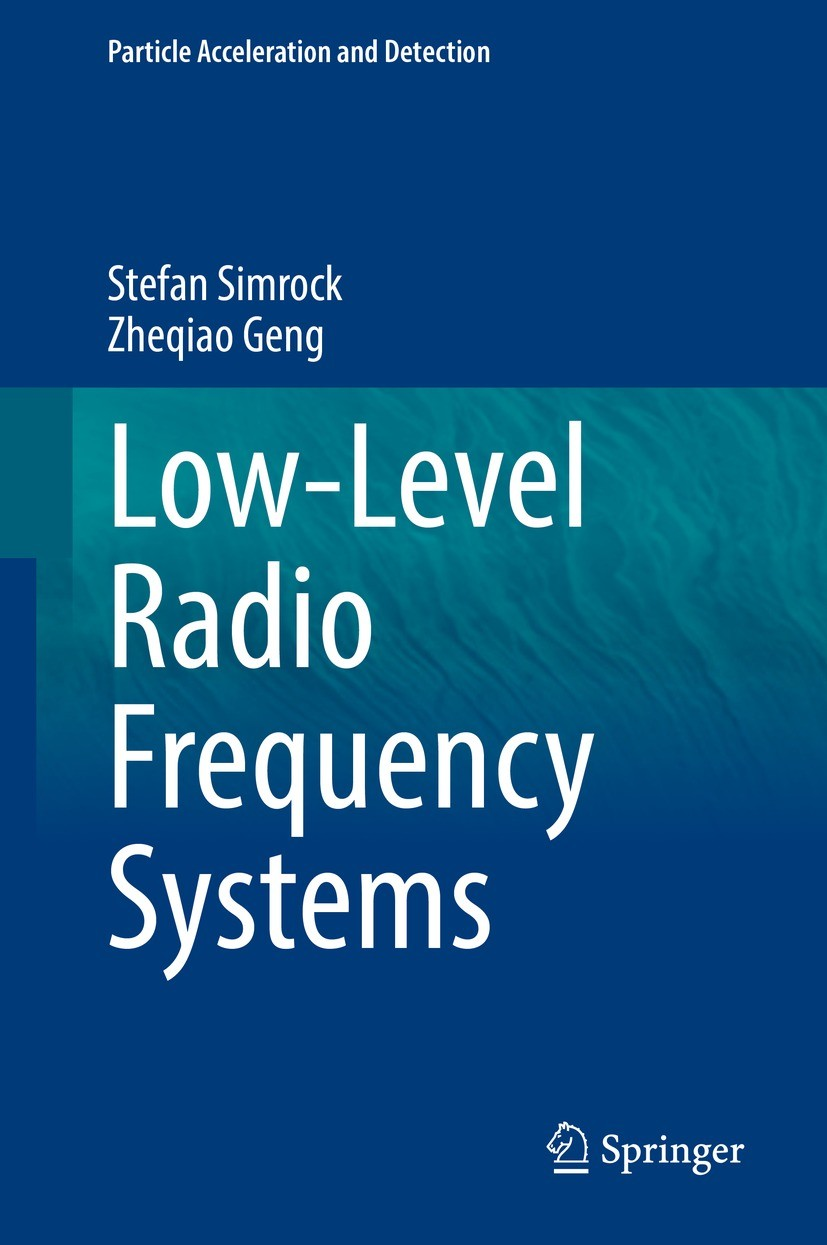 Particle Acceleration and Detection
Stefan Simrock
Zheqiao Geng
Low-Level
Radio
Frequency
Systems
Springer